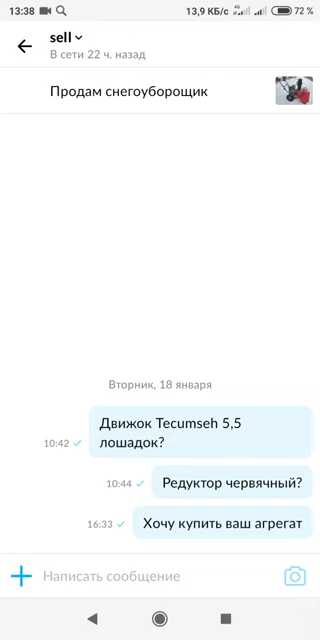 13:38 13,9 КБ/с 4G 72 %
sell
В сети 22 ч. назад
Продам снегоуборощик
Вторник, 18 января
Движок Tecumseh 5,5
лошадок?
10:42
Редуктор червячный?
10:44
Хочу купить ваш агрегат
16:33
Написать сообщение